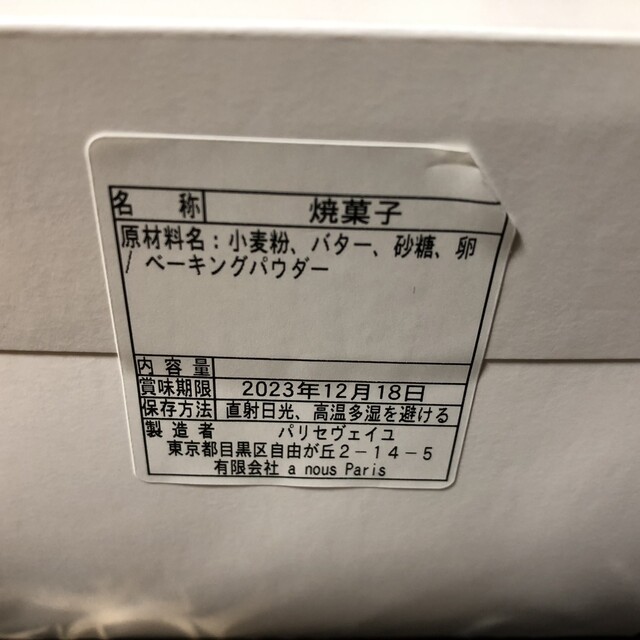 名 称 焼菓子
原材料名：小麦粉、バター、砂糖、卵
/ ベーキングパウダー
内容量
賞味期限 2023年12月18日
保存方法 直射日光、高温多湿を避ける
製造者 パリセヴェイユ
東京都目黒区自由が丘2－14－5
有限会社 a nous Paris